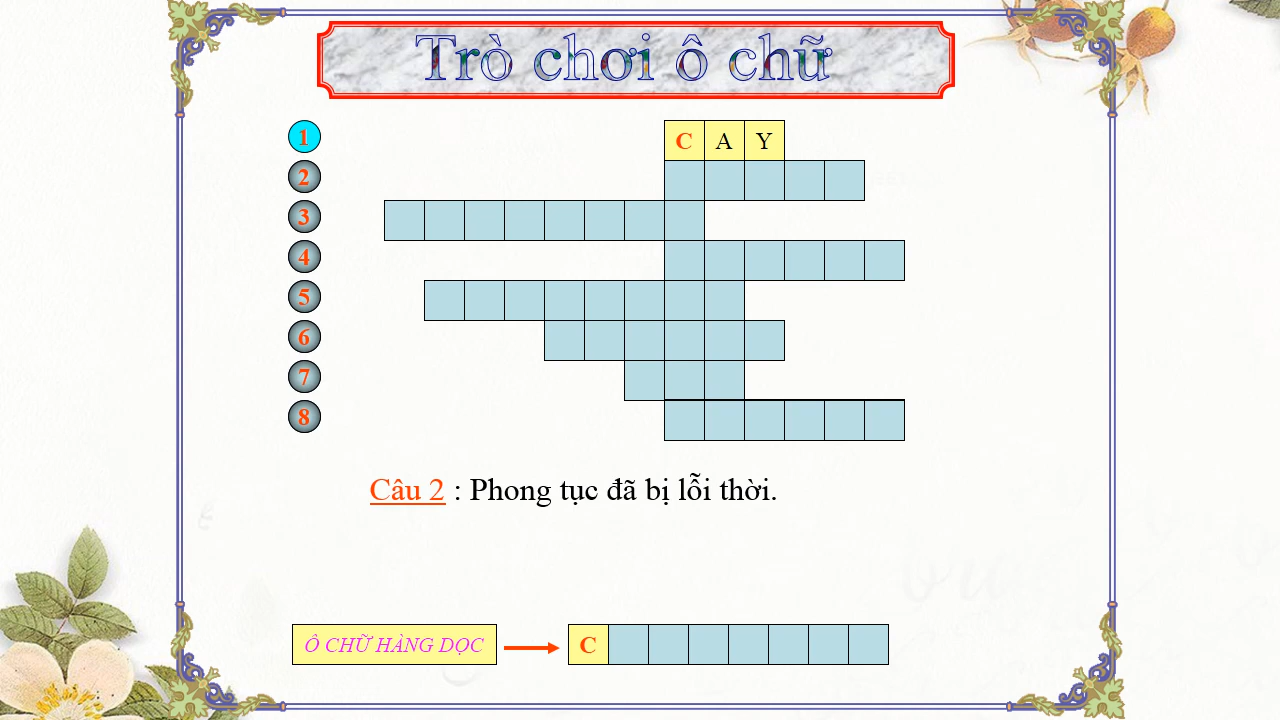 Trò chơi ô chữ
1 C A Y
2
3
4
5
6
7
8
Câu 2 : Phong tục đã bị lỗi thời.
Ô CHỮ HÀNG DỌC C